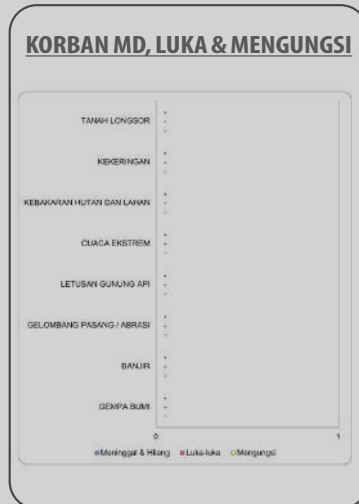 KORBAN MD, LUKA & MENGUNGSI
TANAH LONGSOR
KEKERINGAN
KEBAKARAN HUTAN DAN LAHAN
CUACA EKSTREM
LETUSAN GUNUNG API
GELOMBANG PASANG / ABRASI
BANJIR
GEMPA BUMI
0 1
Meninggal & Hilang Luka-luka Mengungsi